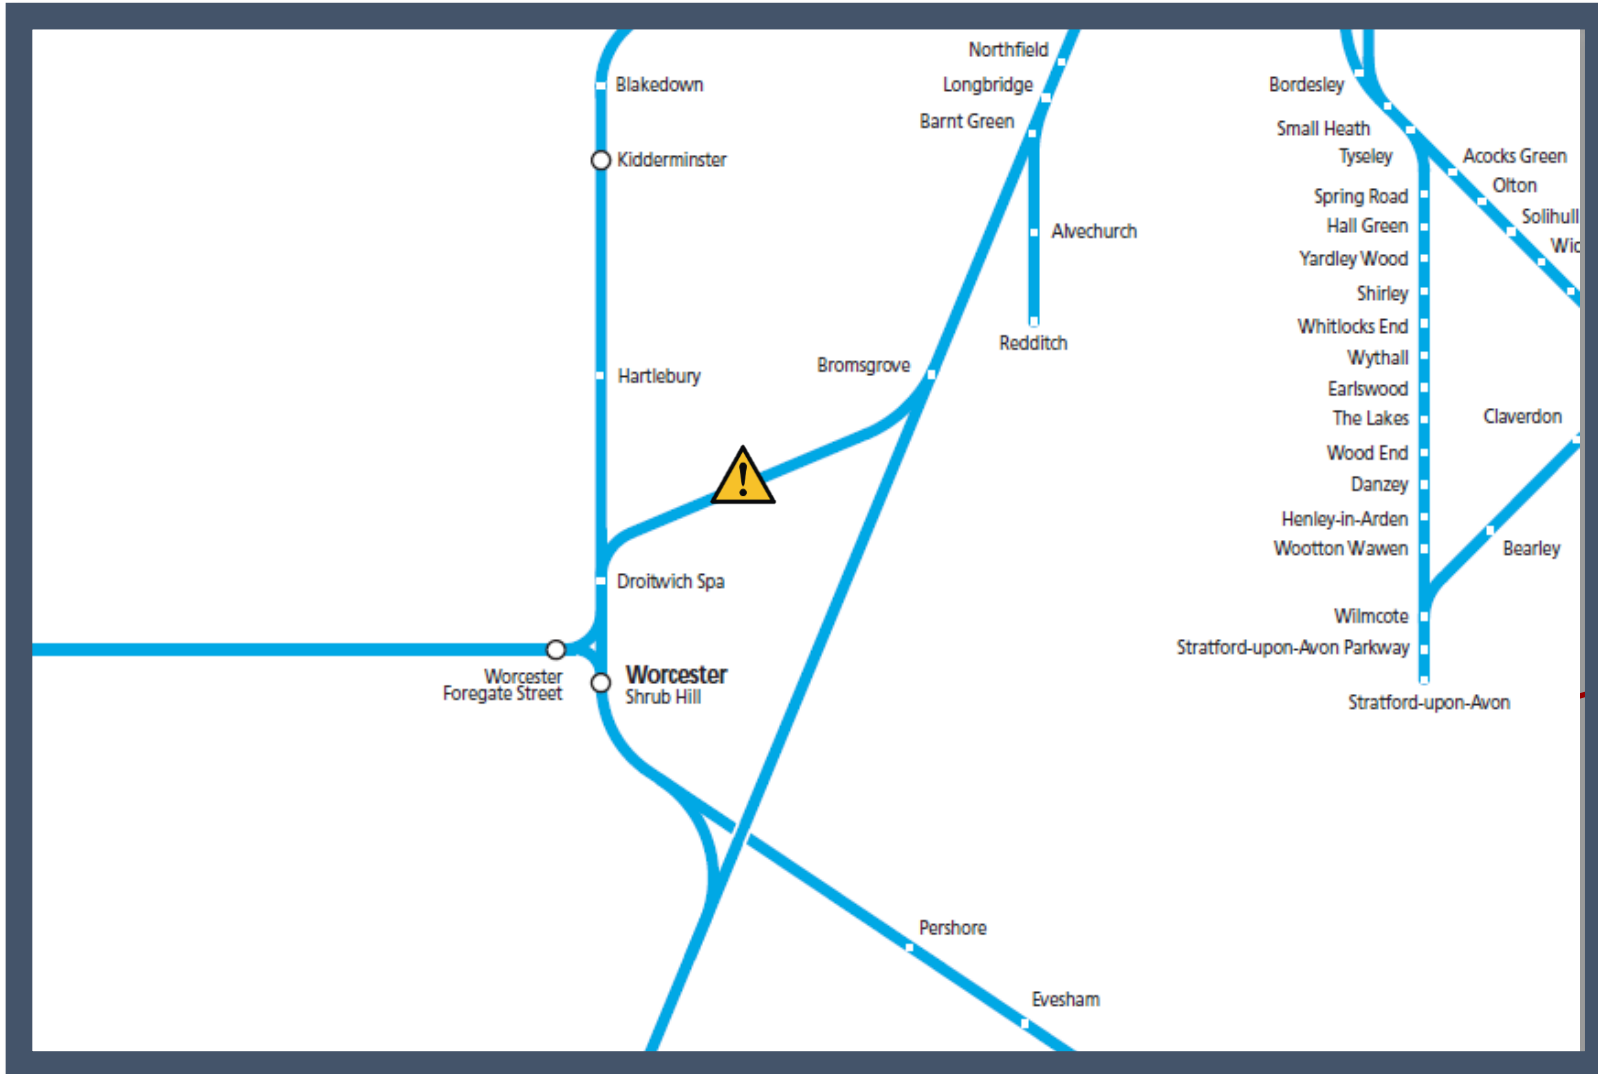 Northfield
Longbridge
Barnt Green
Blakedown
Kidderminster
Alvechurch
Redditch
Bromsgrove
Hartlebury
Droitwich Spa
Worcester
Foregate Street
Worcester
Shrub Hill
Pershore
Evesham
Bordesley
Small Heath
Tyseley
Acocks Green
Olton
Solihull
Wic
Spring Road
Hall Green
Yardley Wood
Shirley
Whitlocks End
Wythall
Earlswood
The Lakes
Wood End
Danzey
Henley-in-Arden
Wootton Wawen
Claverdon
Bearley
Wilmcote
Stratford-upon-Avon Parkway
Stratford-upon-Avon